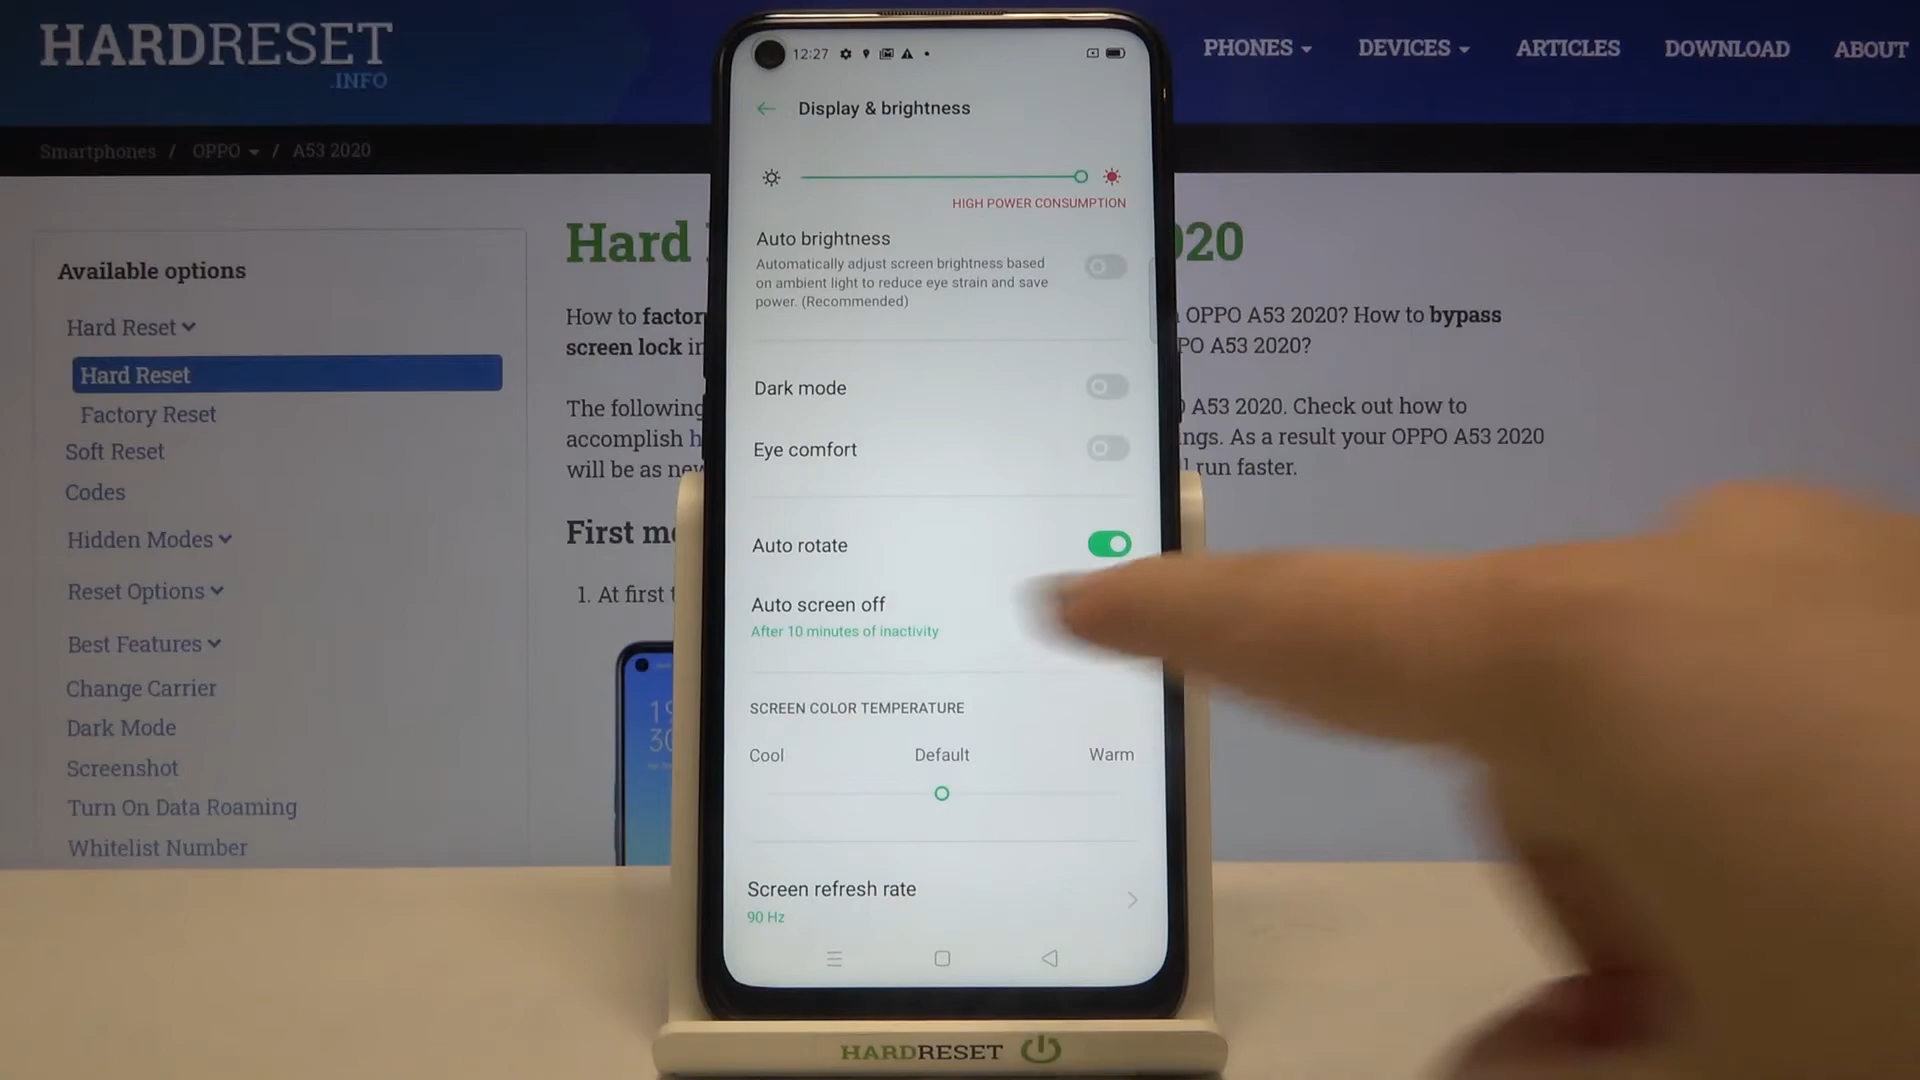 HARDRESET
.INFO
PHONES
DEVICES
ARTICLES
DOWNLOAD
ABOUT
Smartphones / OPPO / A53 2020
Available options
Hard Reset
Hard Reset
Factory Reset
Soft Reset
Codes
Hidden Modes
Reset Options
Best Features
Change Carrier
Dark Mode
Screenshot
Turn On Data Roaming
Whitelist Number
Hard
020
How to
OPPO A53 2020? How to bypass
screen lock
A53 2020?
The following
A53 2020. Check out how to
accomplish
As a result your OPPO A53 2020
will be as
run faster.
First
1. At first
12:27
Display & brightness
HIGH POWER CONSUMPTION
Auto brightness
Automatically adjust screen brightness based
on ambient light to reduce eye strain and save
power. (Recommended)
Dark mode
Eye comfort
Auto rotate
Auto screen off
After 10 minutes of inactivity
SCREEN COLOR TEMPERATURE
Cool Default Warm
Screen refresh rate
90 Hz
HARDRESET